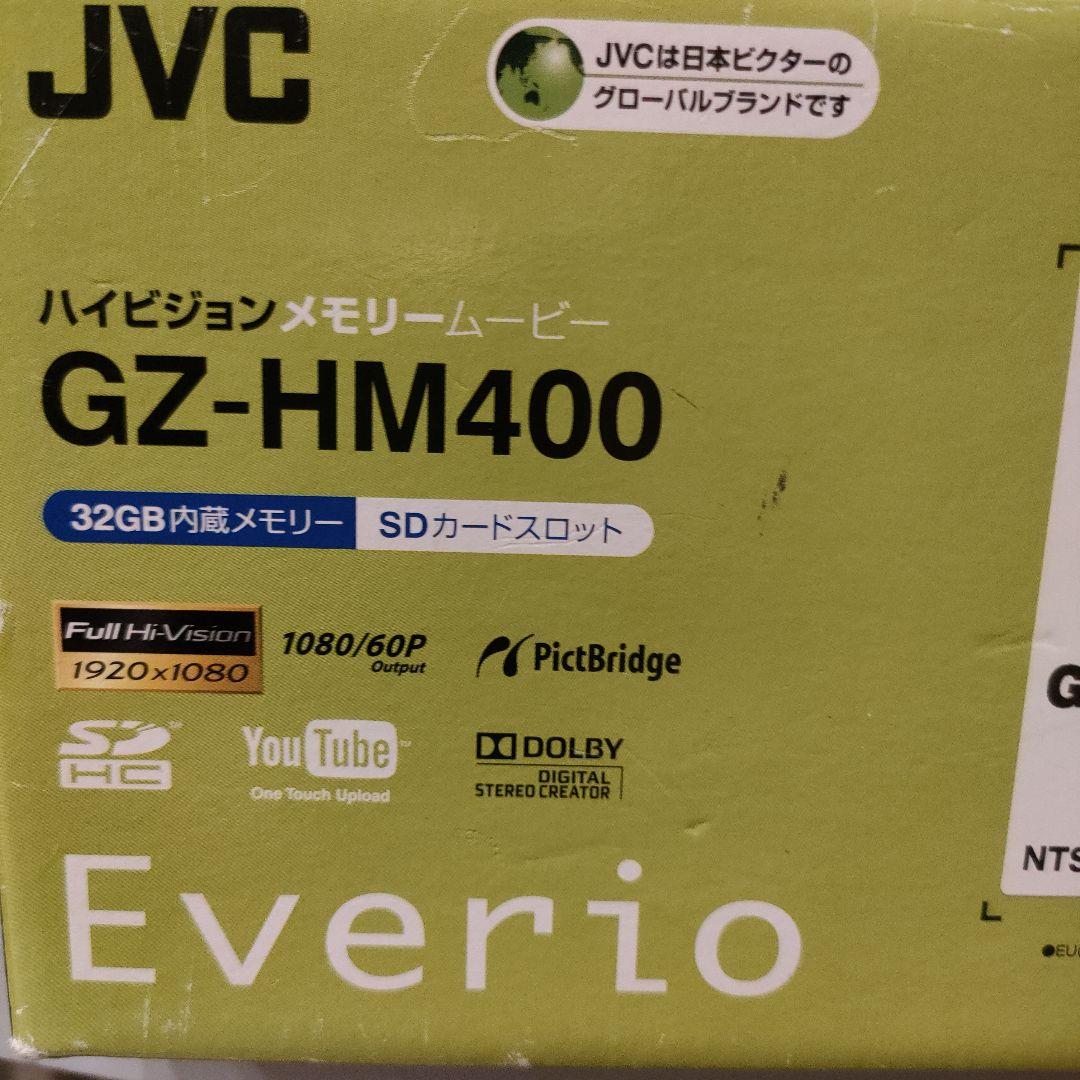 JVC
JVCは日本ビクターの
グローバルブランドです
ハイビジョンメモリームービー
GZ-HM400
32GB内蔵メモリー SDカードスロット
Full Hi-Vision
1920x1080
1080/60P
Output
PictBridge
SD
HC
YouTube
One Touch Upload
DOLBY
DIGITAL
STEREO CREATOR
Everio
G
NTS
●EU